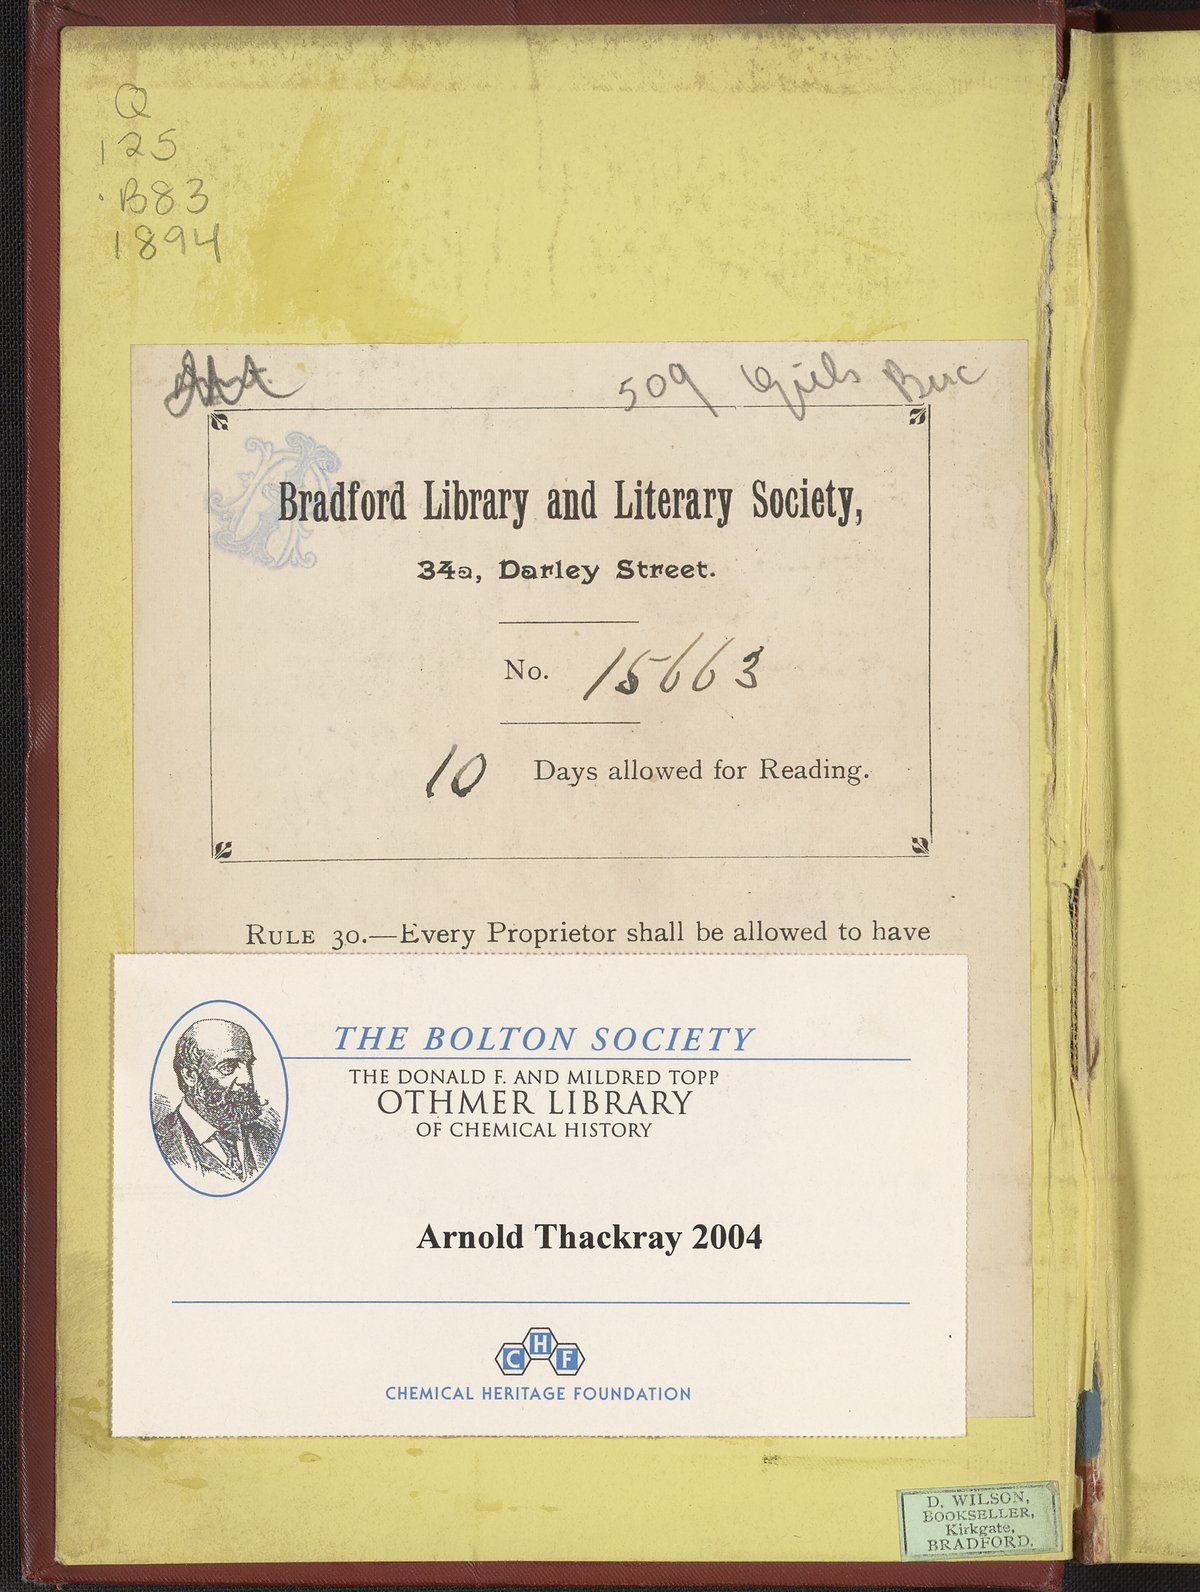 Q
125
.B83
1894
509
Bradford Library and Literary Society,
34a, Darley Street.
No. 15663
10 Days allowed for Reading.
RULE 30.—Every Proprietor shall be allowed to have
THE BOLTON SOCIETY
THE DONALD F. AND MILDRED TOPP
OTHMER LIBRARY
OF CHEMICAL HISTORY
Arnold Thackray 2004
C H F
CHEMICAL HERITAGE FOUNDATION
D. WILSON,
BOOKSELLER,
Kirkgate,
BRADFORD.